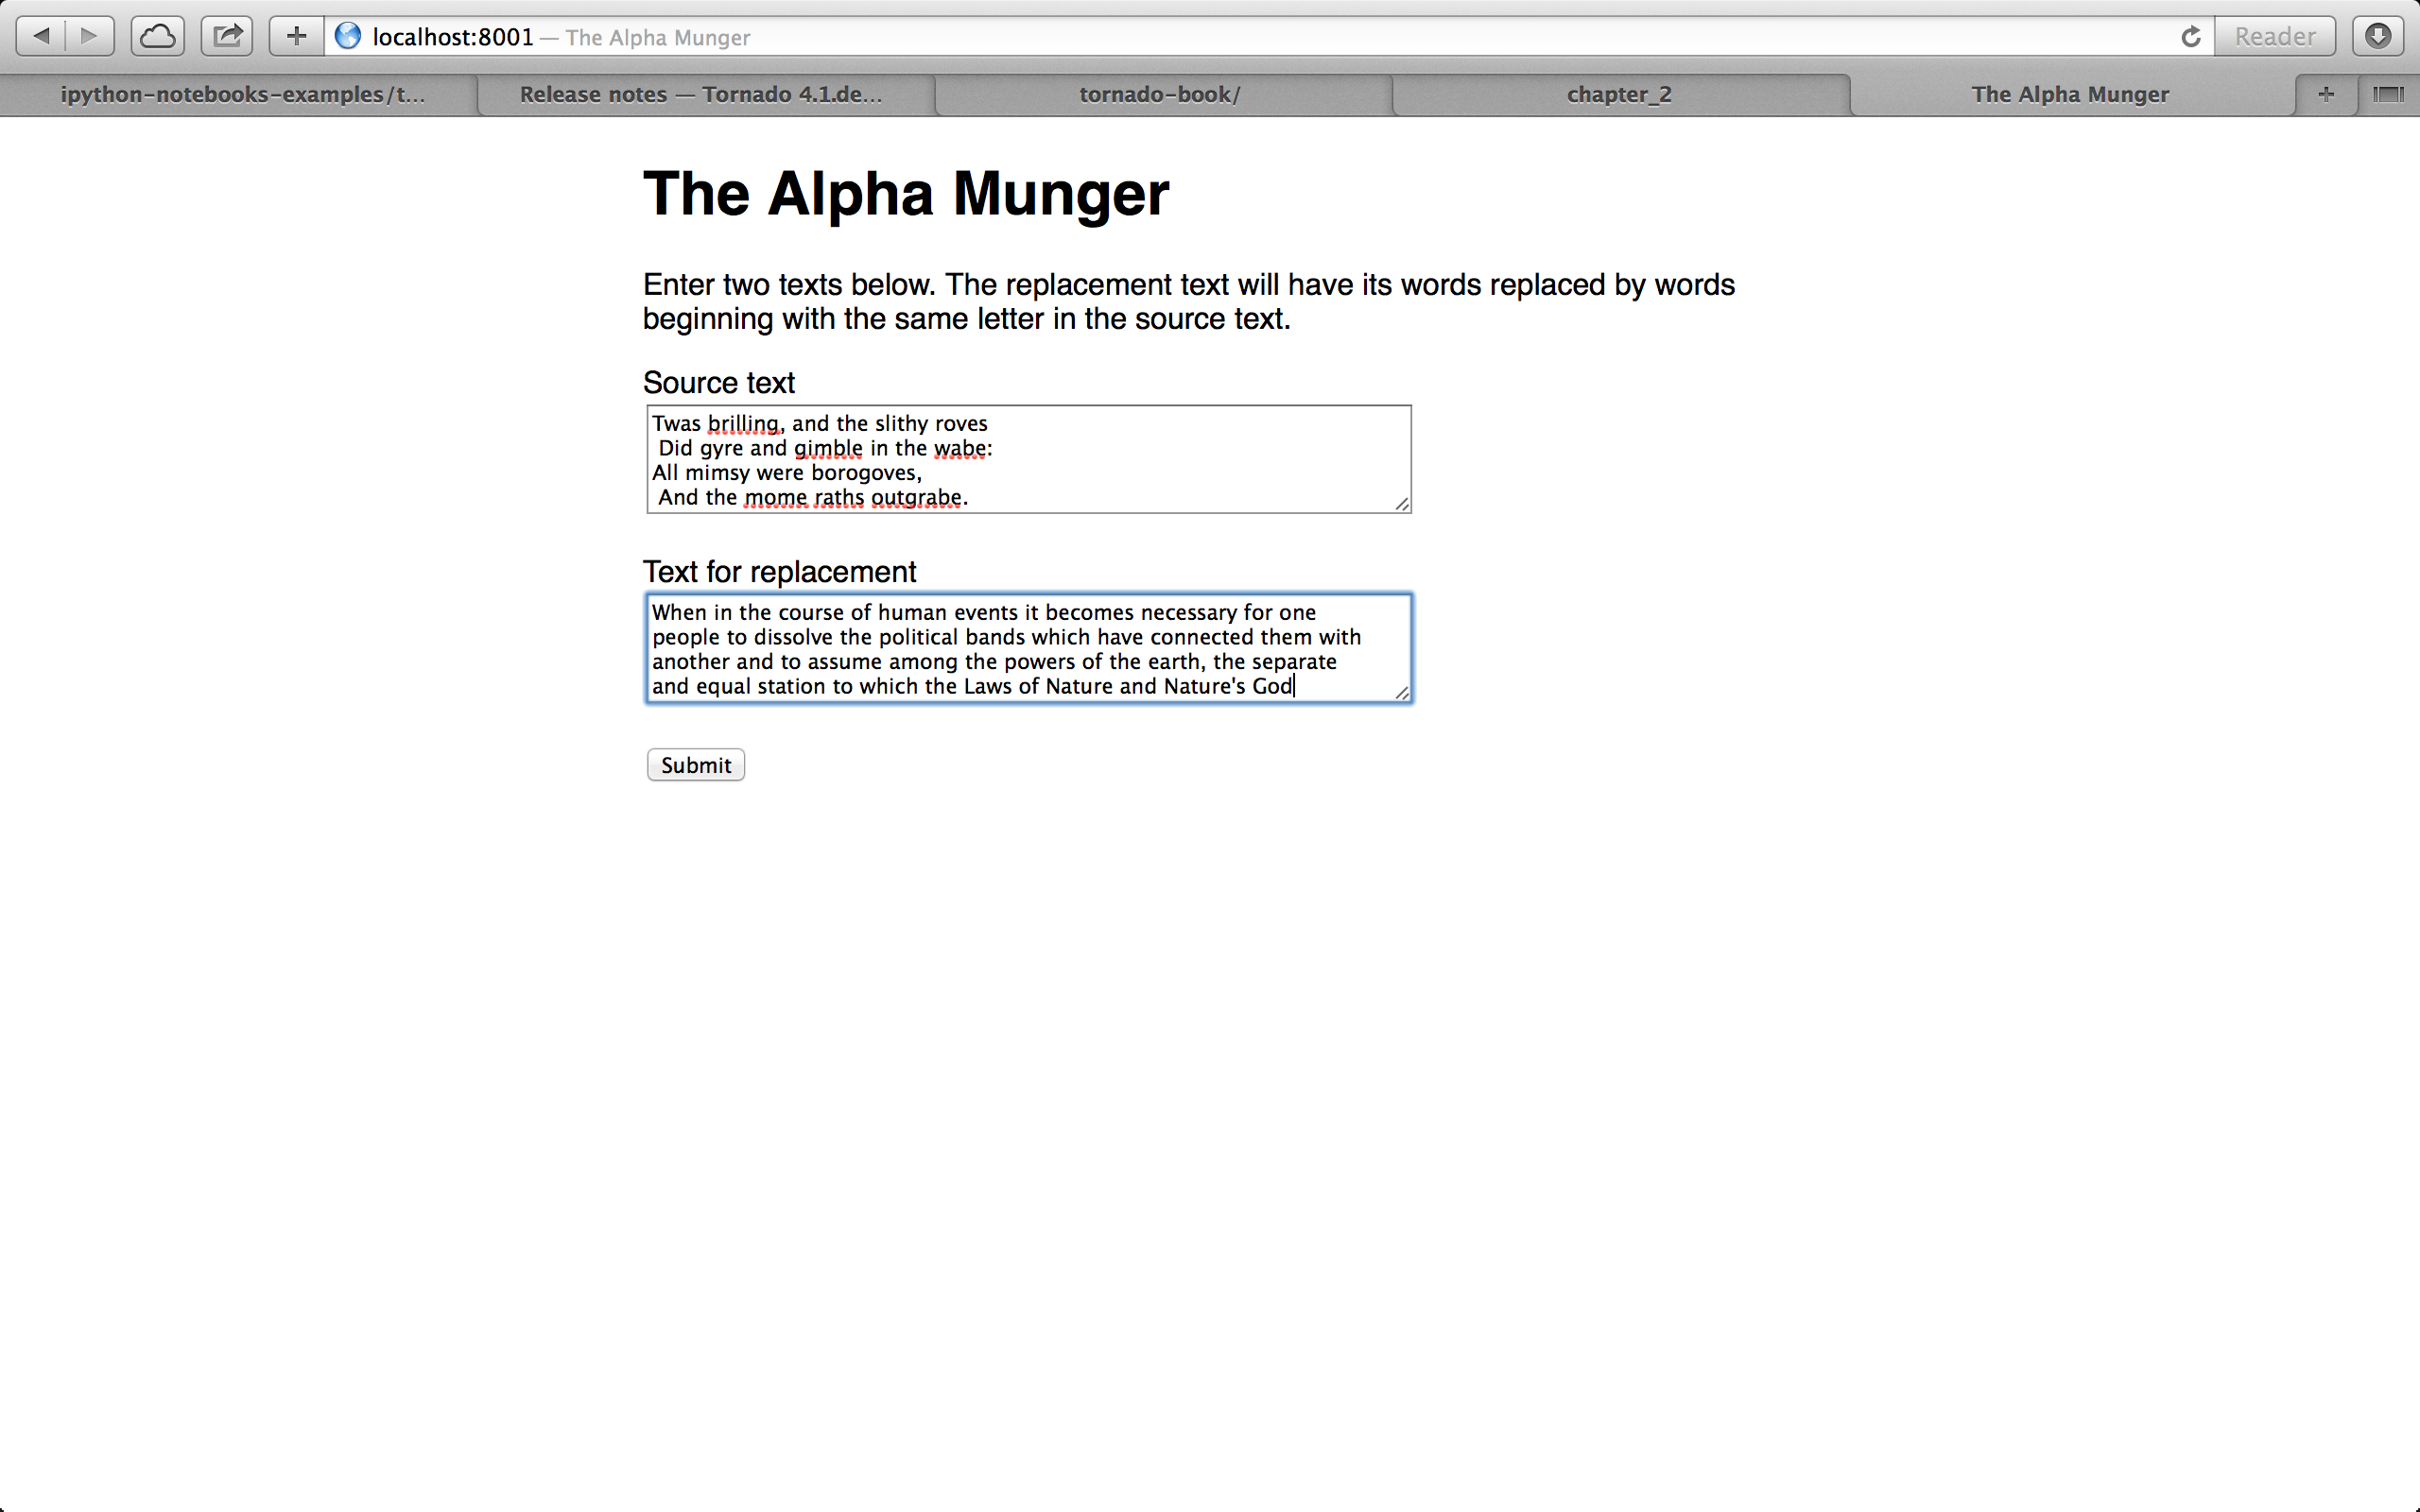 localhost:8001 — The Alpha Munger
Reader
ipython-notebooks-examples/t...
Release notes — Tornado 4.1.de...
tornado-book/
chapter_2
The Alpha Munger
The Alpha Munger
Enter two texts below. The replacement text will have its words replaced by words
beginning with the same letter in the source text.
Source text
Twas brilling, and the slithy roves
Did gyre and gimble in the wabe:
All mimsy were borogoves,
And the mome raths outgrabe.
Text for replacement
When in the course of human events it becomes necessary for one
people to dissolve the political bands which have connected them with
another and to assume among the powers of the earth, the separate
and equal station to which the Laws of Nature and Nature's God
Submit